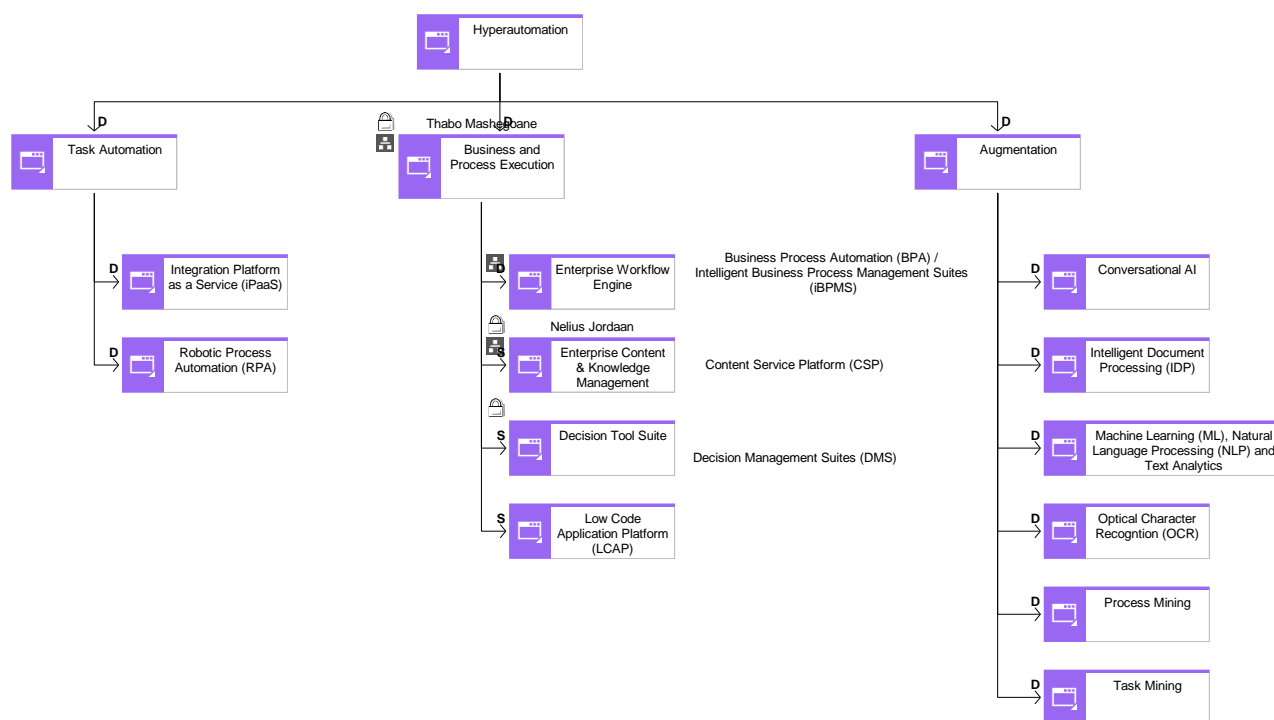 Hyperautomation
D
D
D
Thabo Mashegoane
Task Automation
Business and
Process Execution
Augmentation
D
Integration Platform
as a Service (iPaaS)
D
Enterprise Workflow
Engine
Business Process Automation (BPA) /
Intelligent Business Process Management Suites
(iBPMS)
D
Conversational AI
Nelius Jordaan
D
Robotic Process
Automation (RPA)
S
Enterprise Content
& Knowledge
Management
Content Service Platform (CSP)
D
Intelligent Document
Processing (IDP)
S
Decision Tool Suite
Decision Management Suites (DMS)
D
Machine Learning (ML), Natural
Language Processing (NLP) and
Text Analytics
S
Low Code
Application Platform
(LCAP)
D
Optical Character
Recogntion (OCR)
D
Process Mining
D
Task Mining